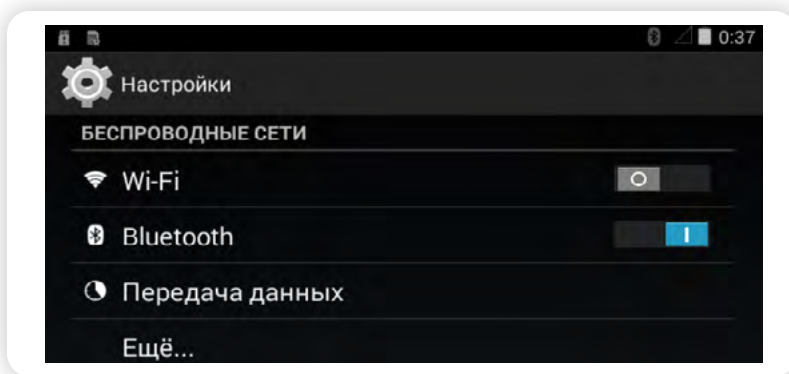 0:37
Настройки
БЕСПРОВОДНЫЕ СЕТИ
Wi-Fi
Bluetooth
Передача данных
Ещё...